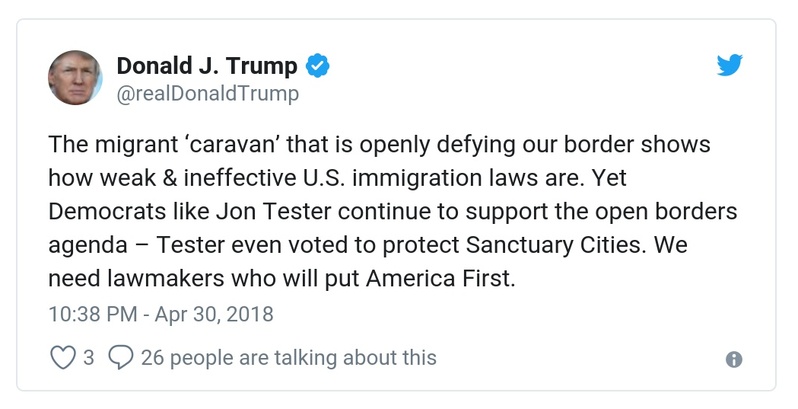 Donald J. Trump
@realDonaldTrump
The migrant ‘caravan’ that is openly defying our border shows
how weak & ineffective U.S. immigration laws are. Yet
Democrats like Jon Tester continue to support the open borders
agenda – Tester even voted to protect Sanctuary Cities. We
need lawmakers who will put America First.
10:38 PM - Apr 30, 2018
3 26 people are talking about this